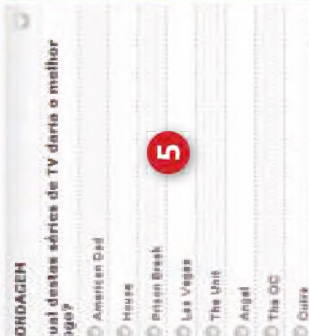 ONDAGEM
ual destas séries de TV daria o melhor
ogo?
American Dad
House
Prison Break
5
Las Vegas
The Unit
Angel
The OC
Outra